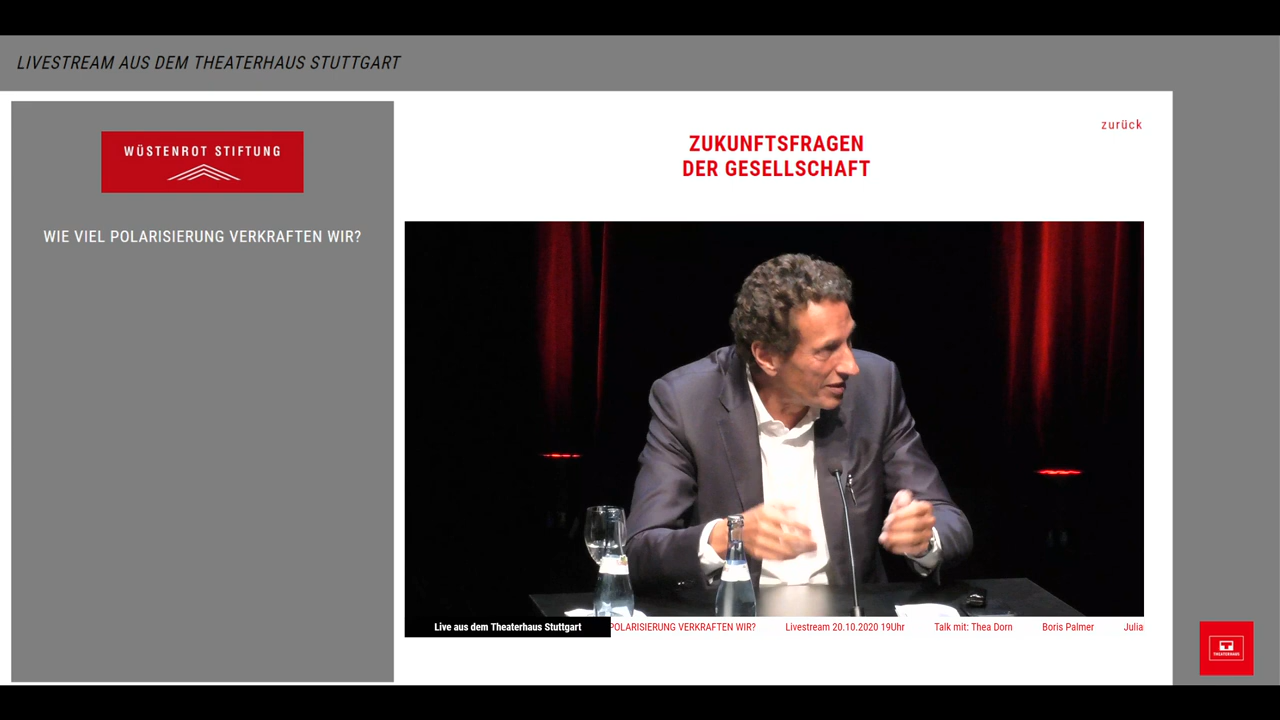 LIVESTREAM AUS DEM THEATERHAUS STUTTGART
WÜSTENROT STIFTUNG
WIE VIEL POLARISIERUNG VERKRAFTEN WIR?
zurück
ZUKUNFTSFRAGEN
DER GESELLSCHAFT
Live aus dem Theaterhaus Stuttgart POLARISIERUNG VERKRAFTEN WIR? Livestream 20.10.2020 19Uhr Talk mit: Thea Dorn Boris Palmer Julia
THEATERHAUS